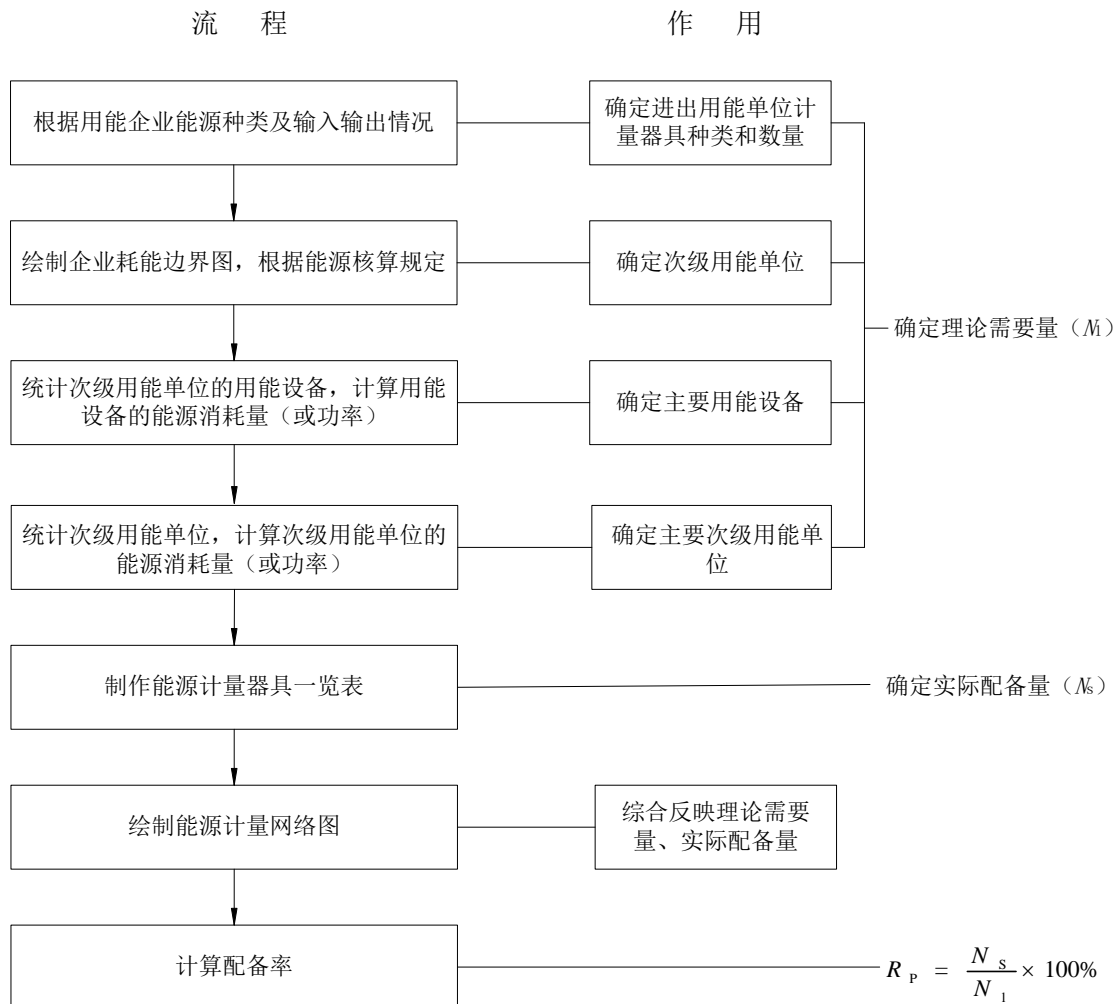 流 程
作 用
根据用能企业能源种类及输入输出情况
确定进出用能单位计
量器具种类和数量
绘制企业耗能边界图，根据能源核算规定
确定次级用能单位
确定理论需要量（N1）
统计次级用能单位的用能设备，计算用能
设备的能源消耗量（或功率）
确定主要用能设备
统计次级用能单位，计算次级用能单位的
能源消耗量（或功率）
确定主要次级用能单
位
制作能源计量器具一览表
确定实际配备量（Ns）
绘制能源计量网络图
综合反映理论需要
量、实际配备量
计算配备率
R P = N S / N 1 × 100%